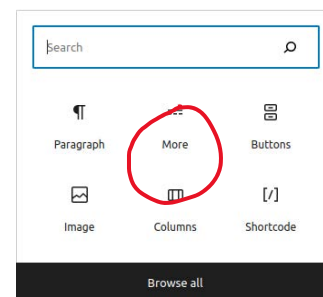 Search
Paragraph More Buttons
[/]
Image Columns Shortcode
Browse all